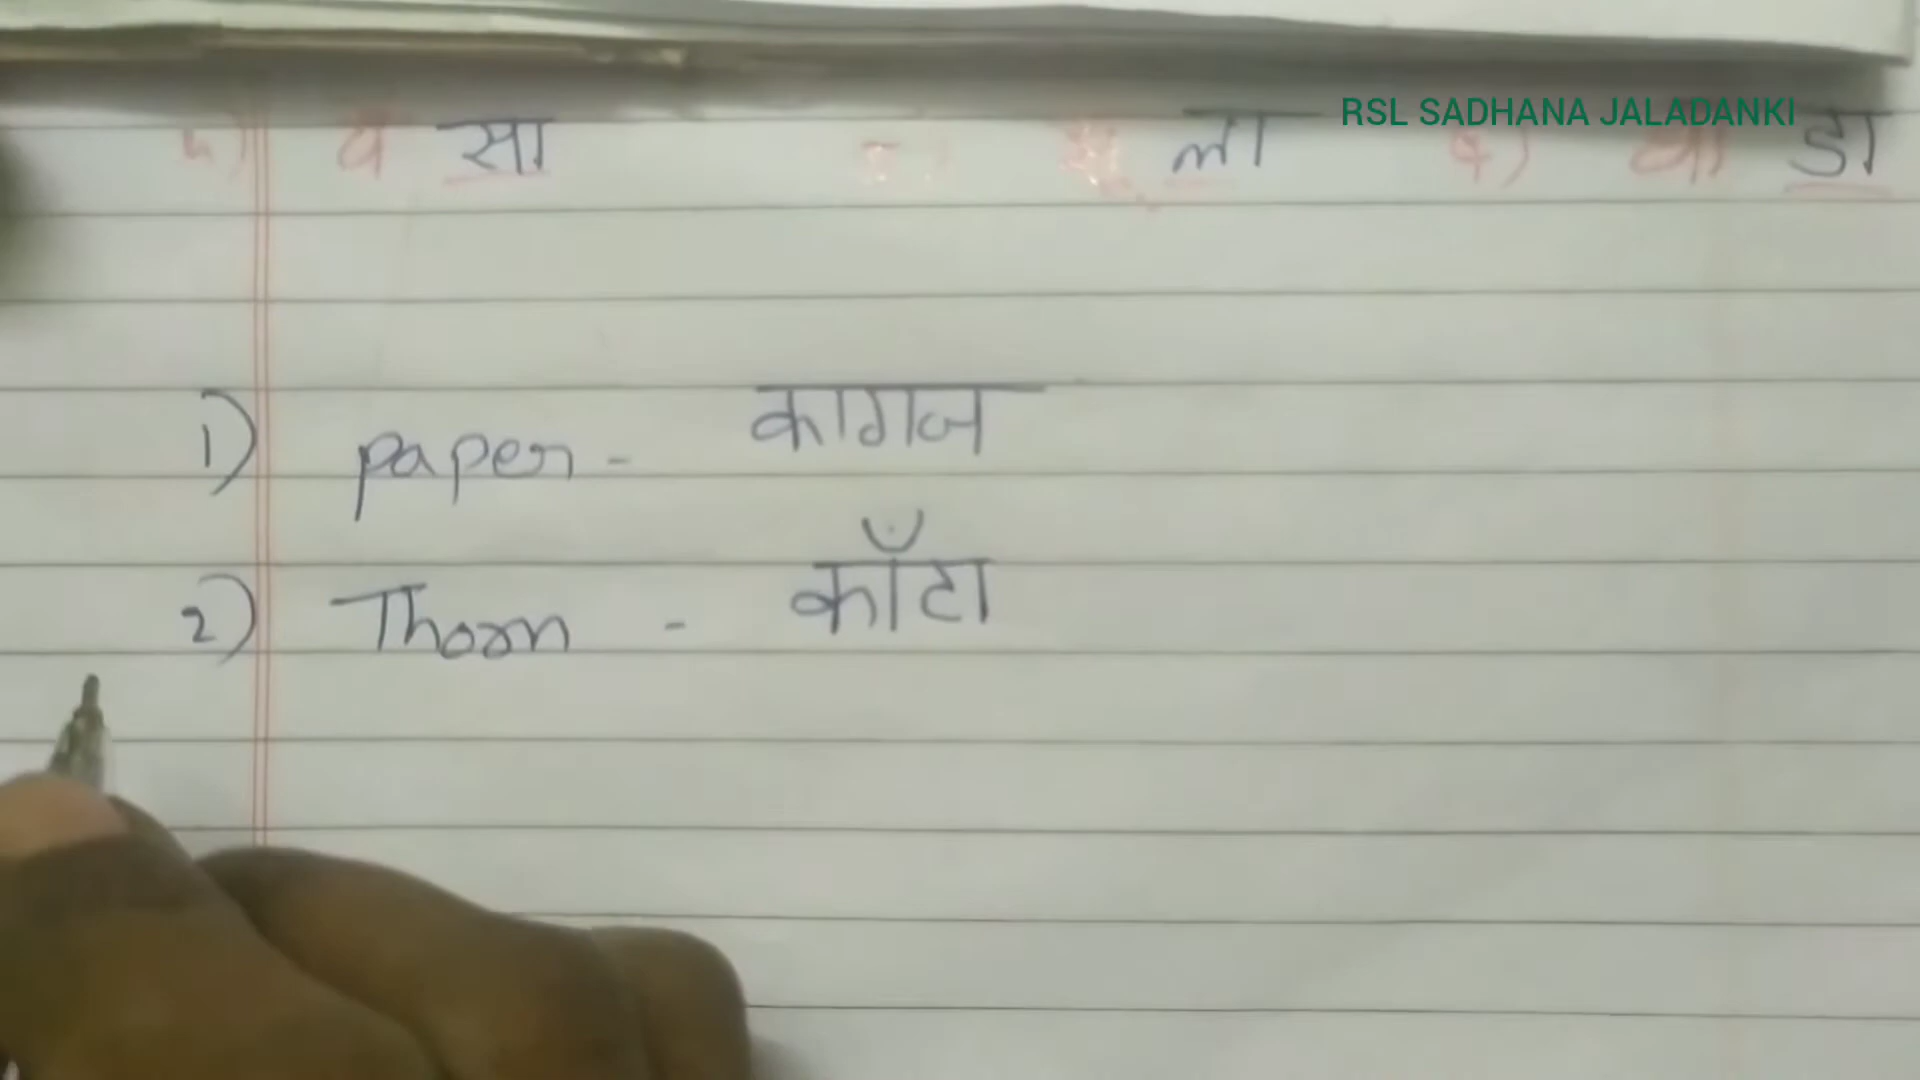 RSL SADHANA JALADANKI
सा ला डा
1) paper - कागज
2) Thorn - काँटा